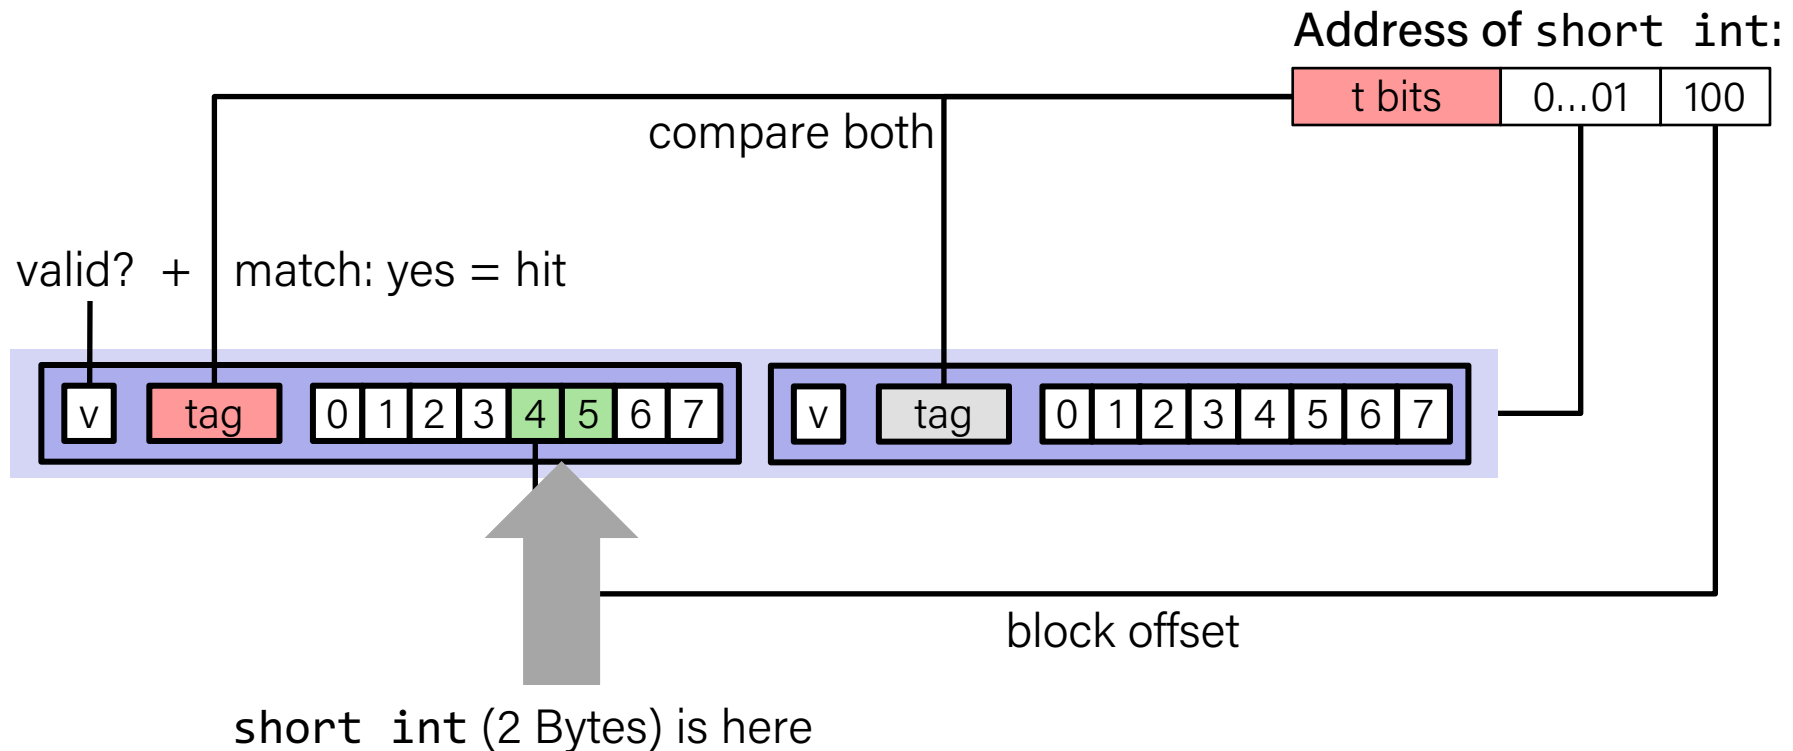 Address of short int:
t bits 0...01 100
compare both
valid? + match: yes = hit
v tag 0 1 2 3 4 5 6 7 v tag 0 1 2 3 4 5 6 7
block offset
short int (2 Bytes) is here